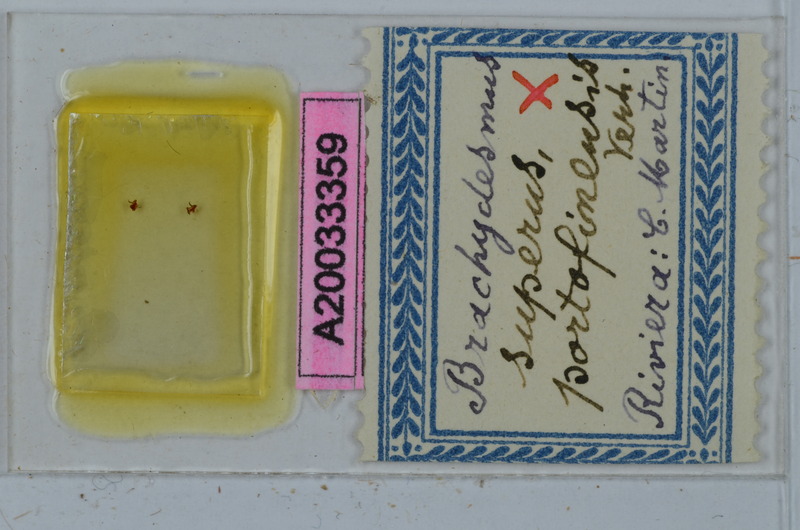 A20033359
Brachydesmus
superus, X
portofinensis
Verh.
Riviera: C. Martin.